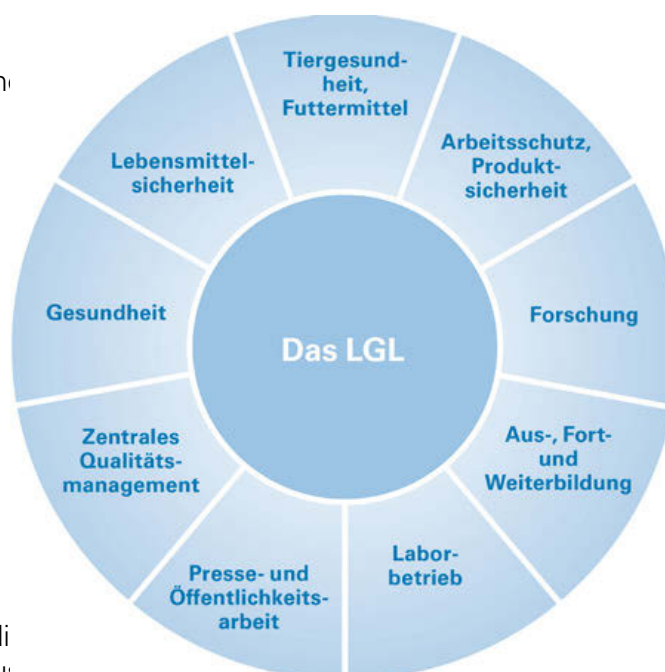 Tiergesund-
heit,
Futtermittel
Arbeitsschutz,
Produkt-
sicherheit
Forschung
Aus-, Fort-
und
Weiterbildung
Labor-
betrieb
Presse- und
Öffentlichkeits-
arbeit
Zentrales
Qualitäts-
management
Gesundheit
Lebensmittel-
sicherheit
Das LGL